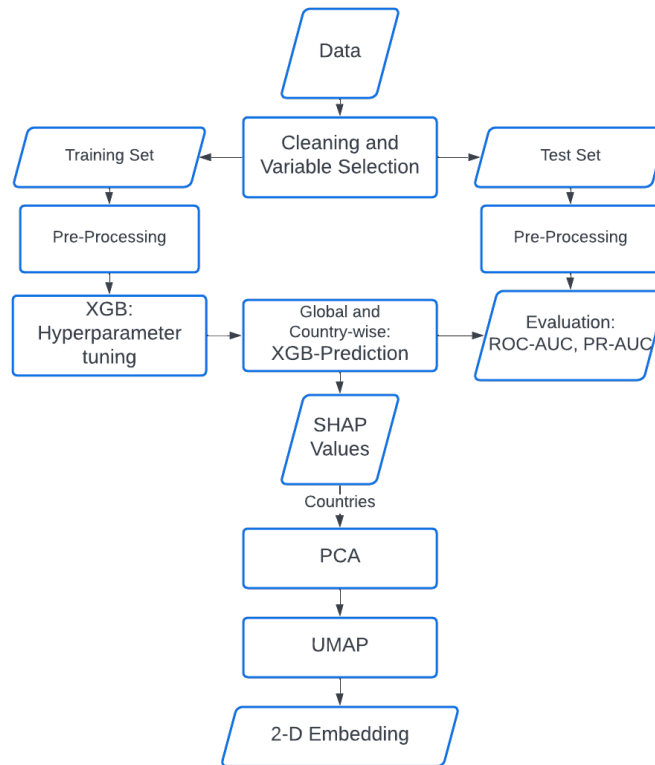 Data
Training Set
Cleaning and
Variable Selection
Test Set
Pre-Processing
Pre-Processing
XGB:
Hyperparameter
tuning
Global and
Country-wise:
XGB-Prediction
Evaluation:
ROC-AUC, PR-AUC
SHAP
Values
Countries
PCA
UMAP
2-D Embedding